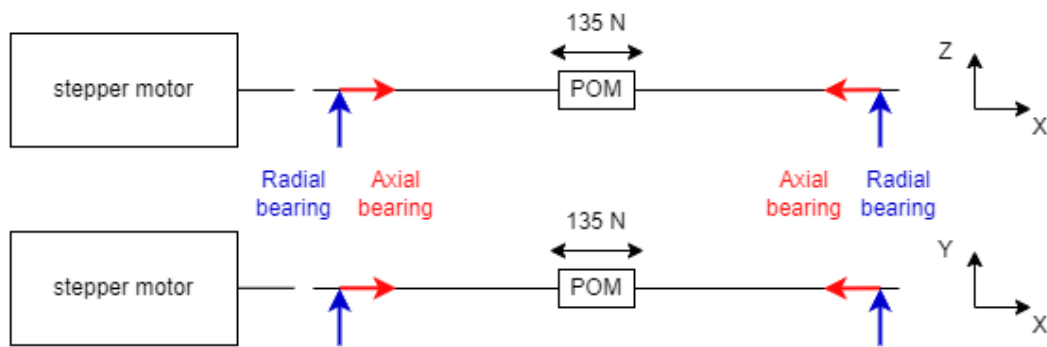 135 N
stepper motor
POM
Z
X
Radial
bearing
Axial
bearing
Axial
bearing
Radial
bearing
135 N
stepper motor
POM
Y
X